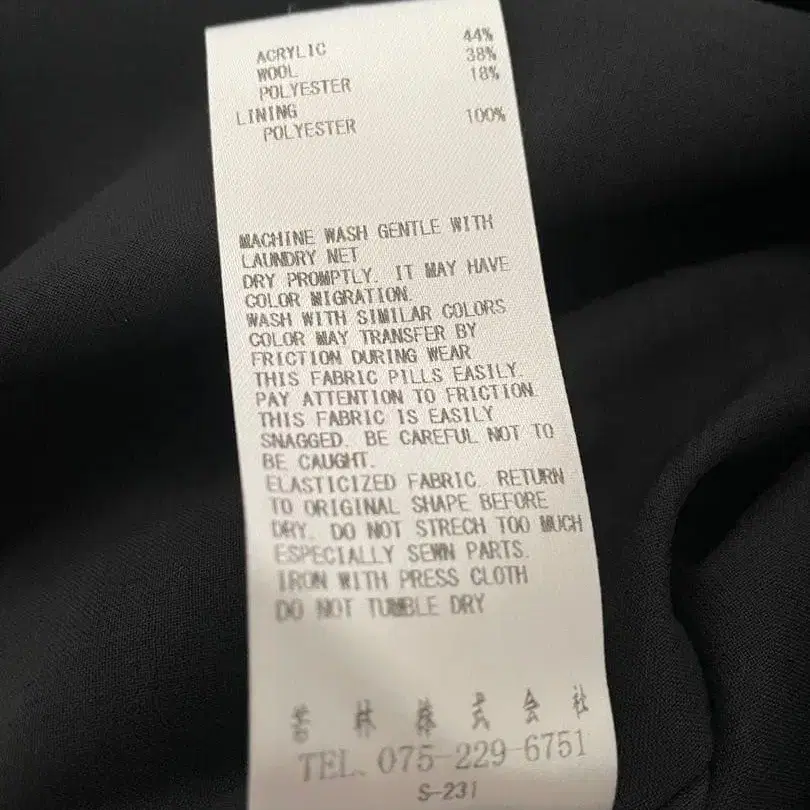 ACRYLIC 44%
WOOL 38%
POLYESTER 18%
LINING
POLYESTER 100%
MACHINE WASH GENTLE WITH
LAUNDRY NET
DRY PROMPTLY. IT MAY HAVE
COLOR MIGRATION.
WASH WITH SIMILAR COLORS
COLOR MAY TRANSFER BY
FRICTION DURING WEAR
THIS FABRIC PILLS EASILY.
PAY ATTENTION TO FRICTION.
THIS FABRIC IS EASILY
SNAGGED. BE CAREFUL NOT TO
BE CAUGHT.
ELASTICIZED FABRIC. RETURN
TO ORIGINAL SHAPE BEFORE
DRY. DO NOT STRECH TOO MUCH
ESPECIALLY SEWN PARTS.
IRON WITH PRESS CLOTH
DO NOT TUMBLE DRY
林株式会社
TEL. 075-229-6751
S-231